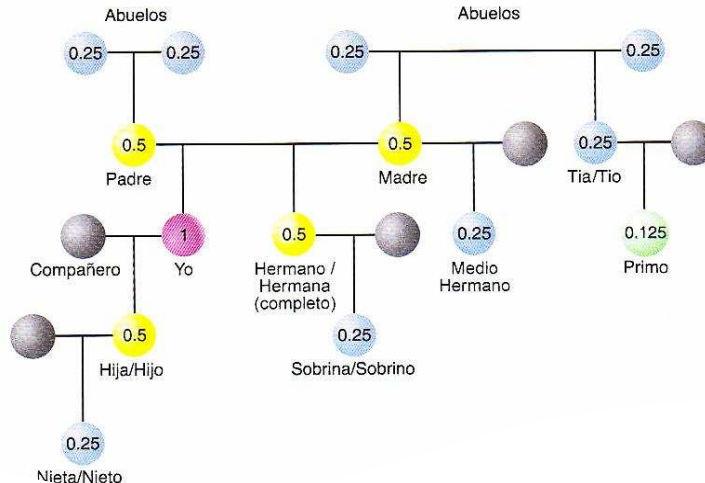 Abuelos
Abuelos
0.25
0.25
0.25
0.25
0.5
0.5
0.25
Padre
Madre
Tia/Tio
1
0.5
0.25
0.125
Compañero
Yo
Hermano /
Hermana
(completo)
Medio
Hermano
Primo
0.5
0.25
Hija/Hijo
Sobrina/Sobrino
0.25
Nieta/Nieto